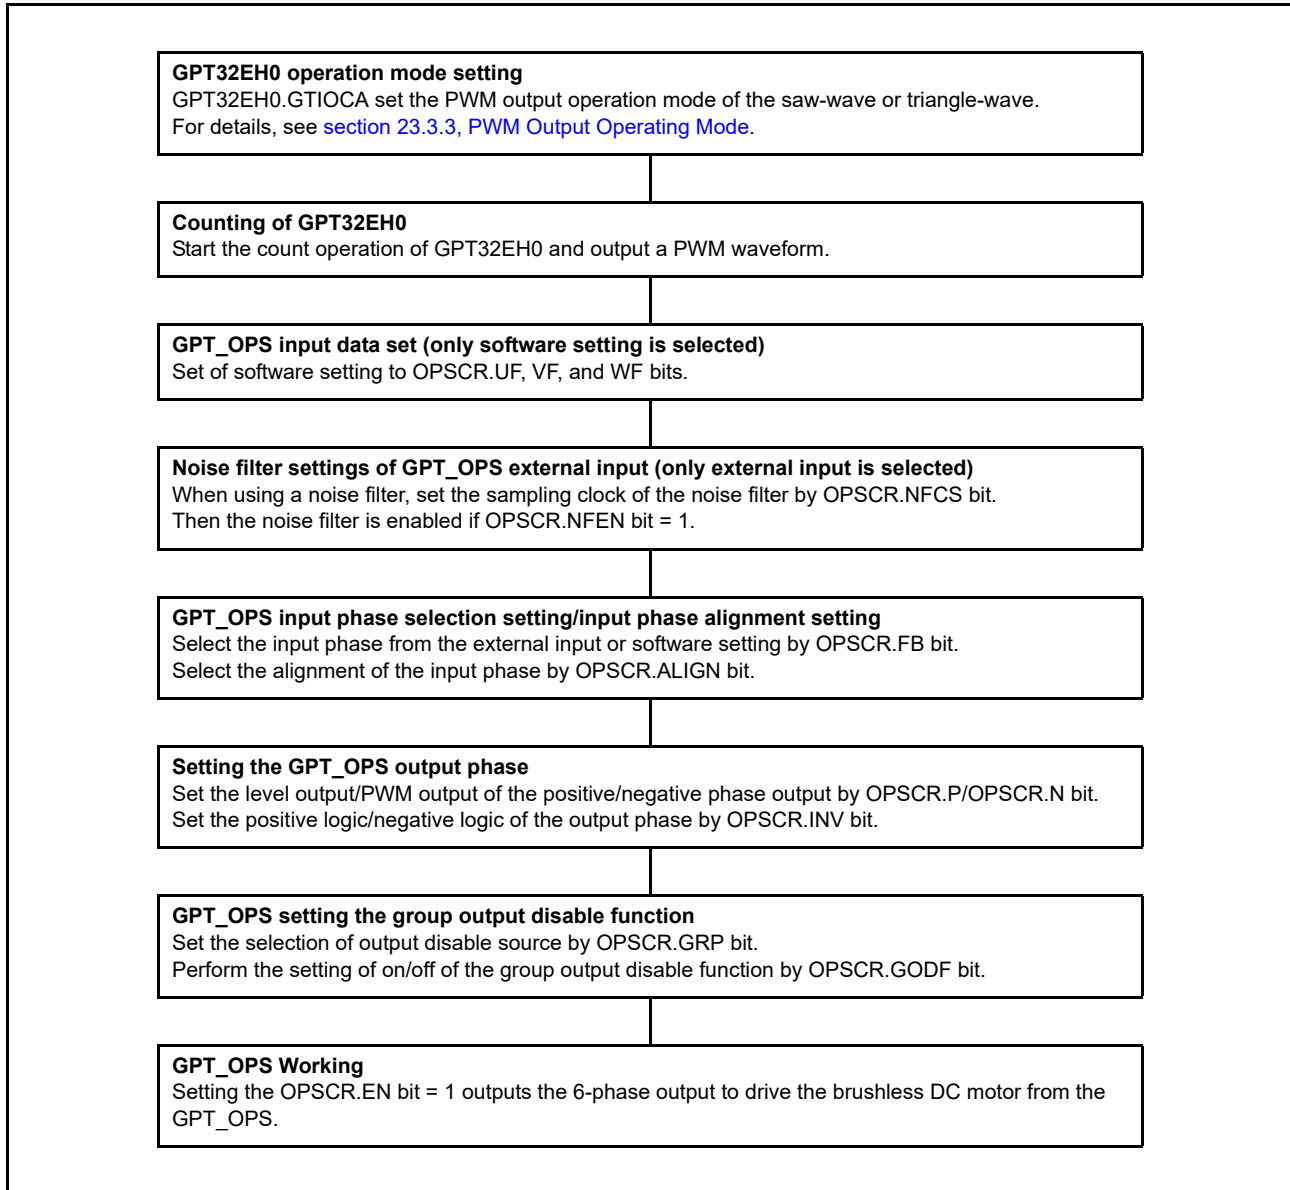 GPT32EH0 operation mode setting
GPT32EH0.GTIOCA set the PWM output operation mode of the saw-wave or triangle-wave.
For details, see section 23.3.3, PWM Output Operating Mode.
Counting of GPT32EH0
Start the count operation of GPT32EH0 and output a PWM waveform.
GPT_OPS input data set (only software setting is selected)
Set of software setting to OPSCR.UF, VF, and WF bits.
Noise filter settings of GPT_OPS external input (only external input is selected)
When using a noise filter, set the sampling clock of the noise filter by OPSCR.NFCS bit.
Then the noise filter is enabled if OPSCR.NFEN bit = 1.
GPT_OPS input phase selection setting/input phase alignment setting
Select the input phase from the external input or software setting by OPSCR.FB bit.
Select the alignment of the input phase by OPSCR.ALIGN bit.
Setting the GPT_OPS output phase
Set the level output/PWM output of the positive/negative phase output by OPSCR.P/OPSCR.N bit.
Set the positive logic/negative logic of the output phase by OPSCR.INV bit.
GPT_OPS setting the group output disable function
Set the selection of output disable source by OPSCR.GRP bit.
Perform the setting of on/off of the group output disable function by OPSCR.GODF bit.
GPT_OPS Working
Setting the OPSCR.EN bit = 1 outputs the 6-phase output to drive the brushless DC motor from the
GPT_OPS.